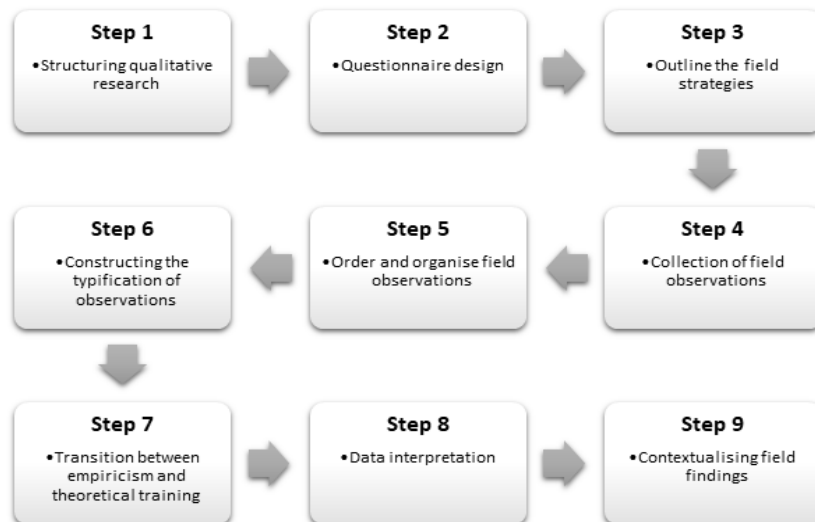 Step 1
•Structuring qualitative
research
Step 2
•Questionnaire design
Step 3
•Outline the field
strategies
Step 4
•Collection of field
observations
Step 5
•Order and organise field
observations
Step 6
•Constructing the
typification of
observations
Step 7
•Transition between
empiricism and
theoretical training
Step 8
•Data interpretation
Step 9
•Contextualising field
findings